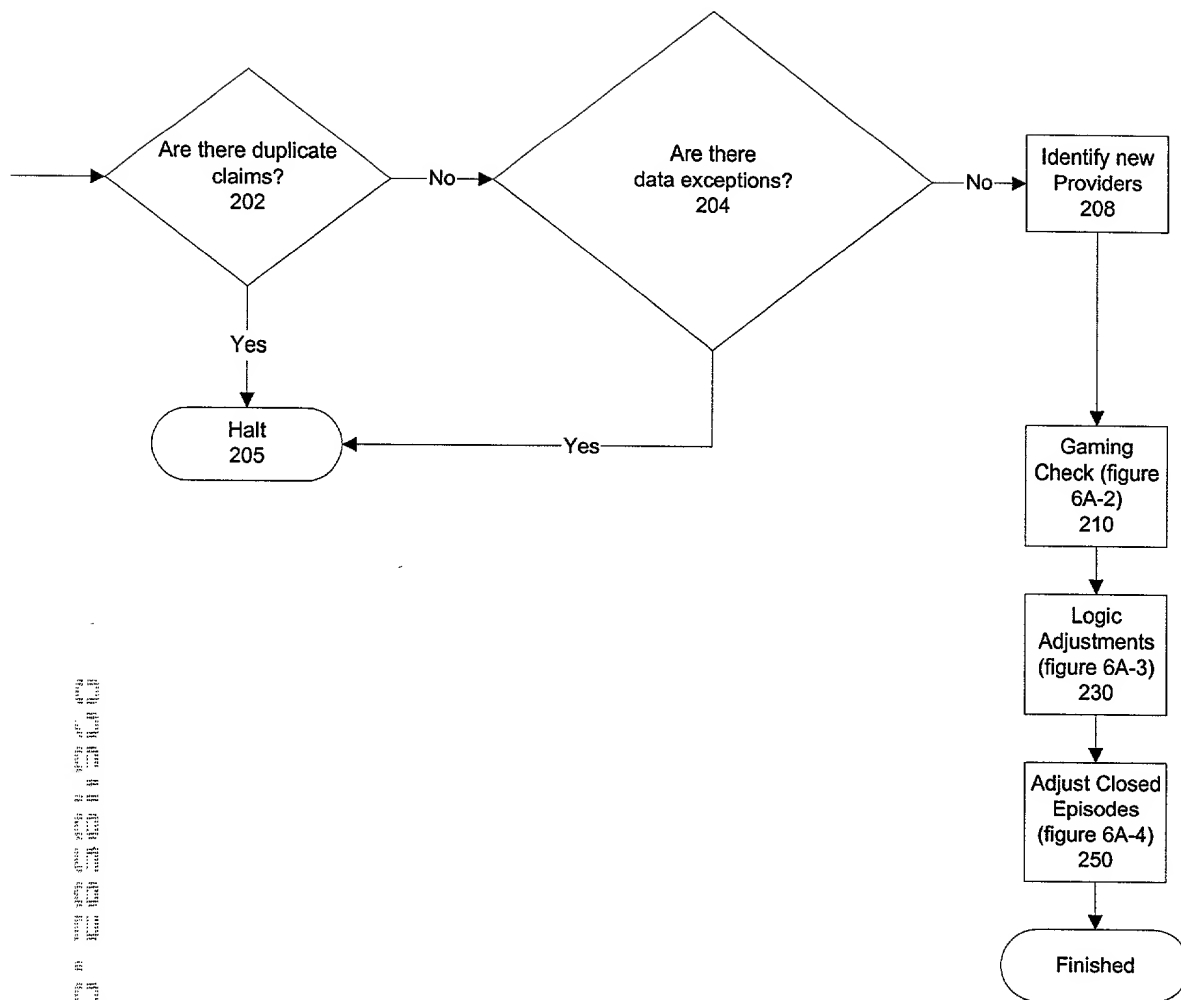 Are there duplicate
claims?
202
No
Are there
data exceptions?
204
No
Identify new
Providers
208
Yes
Halt
205
Yes
Gaming
Check (figure
6A-2)
210
Logic
Adjustments
(figure 6A-3)
230
Adjust Closed
Episodes
(figure 6A-4)
250
Finished